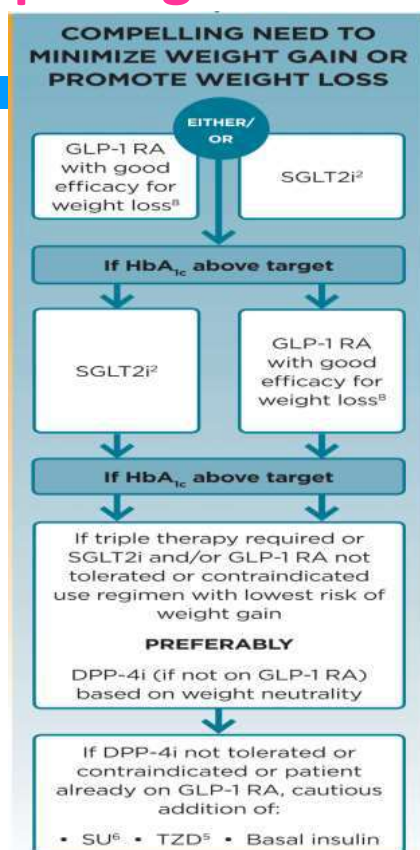 COMPELLING NEED TO
MINIMIZE WEIGHT GAIN OR
PROMOTE WEIGHT LOSS
EITHER/
OR
GLP-1 RA
with good
efficacy for
weight loss⁸
SGLT2i²
If HbA₁c above target
SGLT2i²
GLP-1 RA
with good
efficacy for
weight loss⁸
If HbA₁c above target
If triple therapy required or
SGLT2i and/or GLP-1 RA not
tolerated or contraindicated
use regimen with lowest risk of
weight gain
PREFERABLY
DPP-4i (if not on GLP-1 RA)
based on weight neutrality
If DPP-4i not tolerated or
contraindicated or patient
already on GLP-1 RA, cautious
addition of:
• SU⁶ • TZD⁵ • Basal insulin